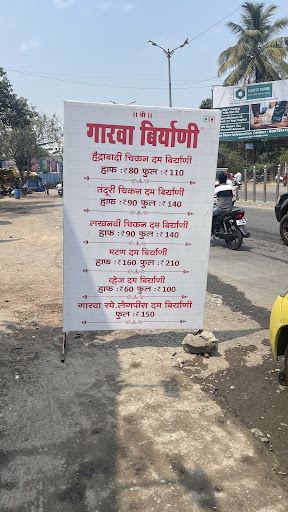 || श्री ||
गारवा बिर्याणी
हैद्राबादी चिकन दम बिर्याणी
हाफ :₹80 फुल :₹110
तंदुरी चिकन दम बिर्याणी
हाफ :₹90 फुल :₹140
लखनवी चिकन दम बिर्याणी
हाफ :₹90 फुल :₹140
मटण दम बिर्याणी
हाफ :₹160 फुल :₹210
व्हेज दम बिर्याणी
हाफ :₹60 फुल :₹100
गारवा स्पे.लेगपीस दम बिर्याणी
फुल :₹150